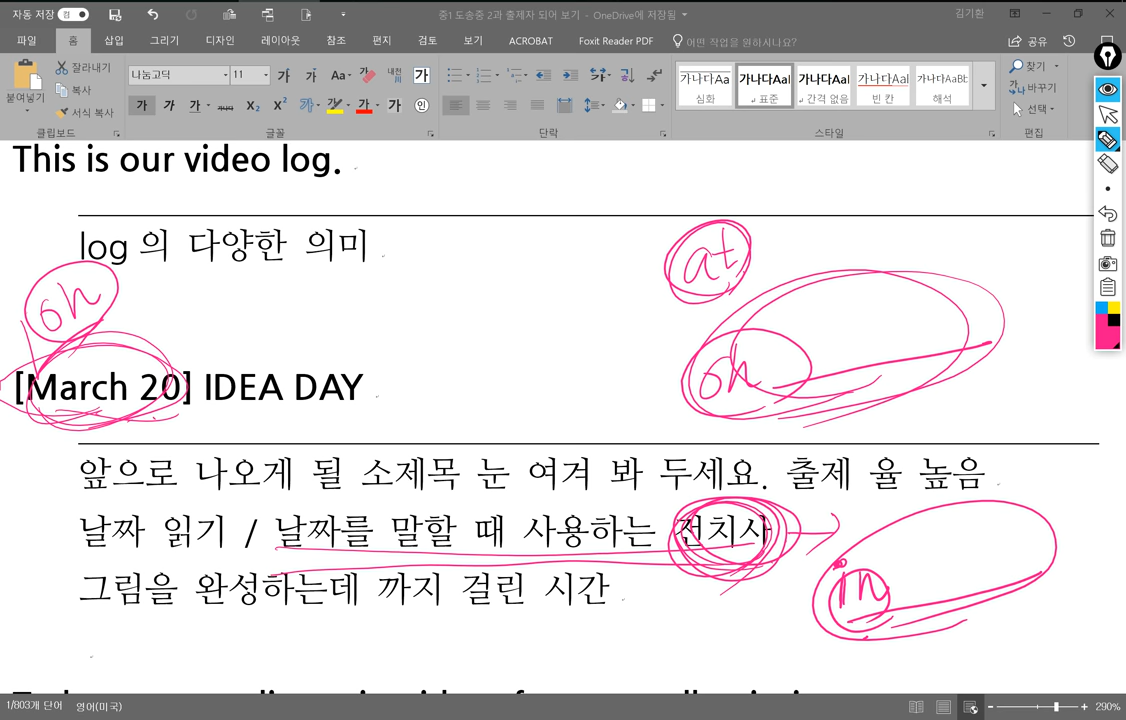 자동 저장 컴
중1 도송중 2과 출제자 되어 보기 - OneDrive에 저장됨
김기환
파일 홈 삽입 그리기 디자인 레이아웃 참조 편지 검토 보기 ACROBAT Foxit Reader PDF 어떤 작업을 원하시나요? 공유
붙여넣기
잘라내기
복사
서식 복사
클립보드
나눔고딕 11
글꼴
단락
가나다Aa 심화
가나다AaI 표준
가나다AaI 간격 없음
가나다Aa 빈 칸
가나다AaBb 해석
스타일
찾기
바꾸기
선택
편집
This is our video log.
log 의 다양한 의미
at
on
on
[March 20] IDEA DAY
앞으로 나오게 될 소제목 눈 여겨 봐 두세요. 출제 율 높음
날짜 읽기 / 날짜를 말할 때 사용하는 전치사
그림을 완성하는데 까지 걸린 시간
in
1/803개 단어 영어(미국)
290%